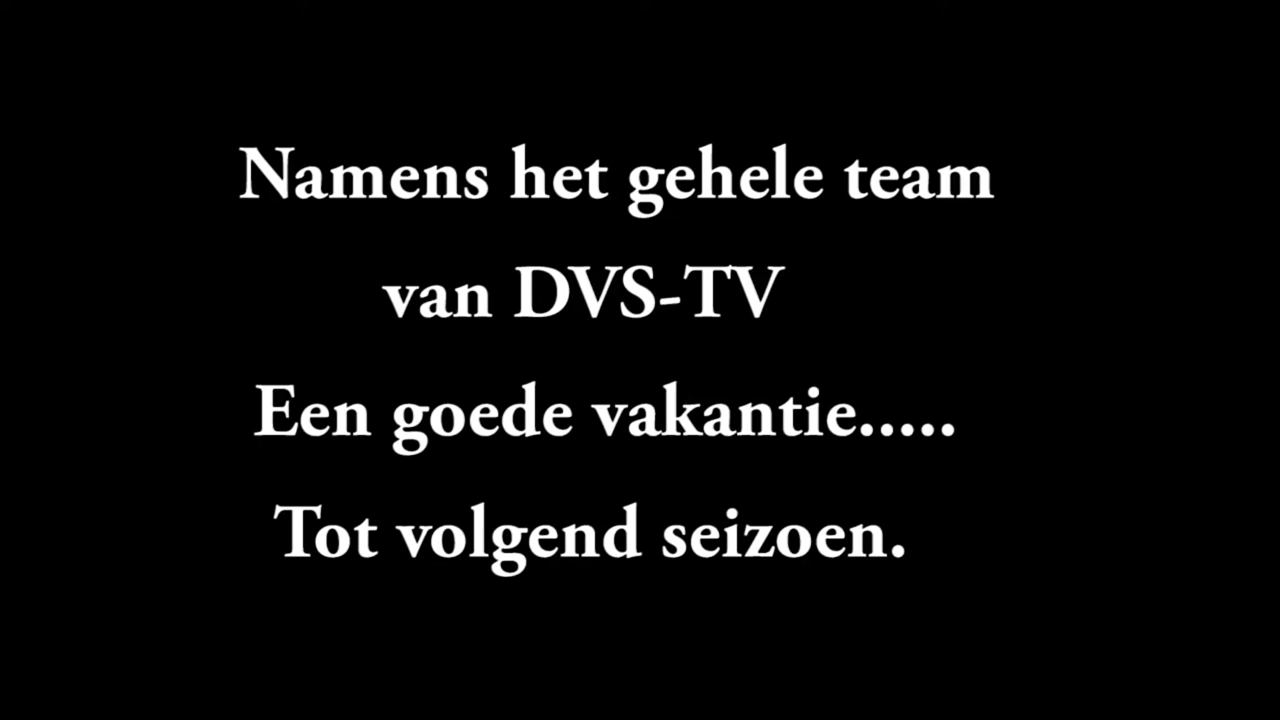 Namens het gehele team
van DVS-TV
Een goede vakantie.....
Tot volgend seizoen.